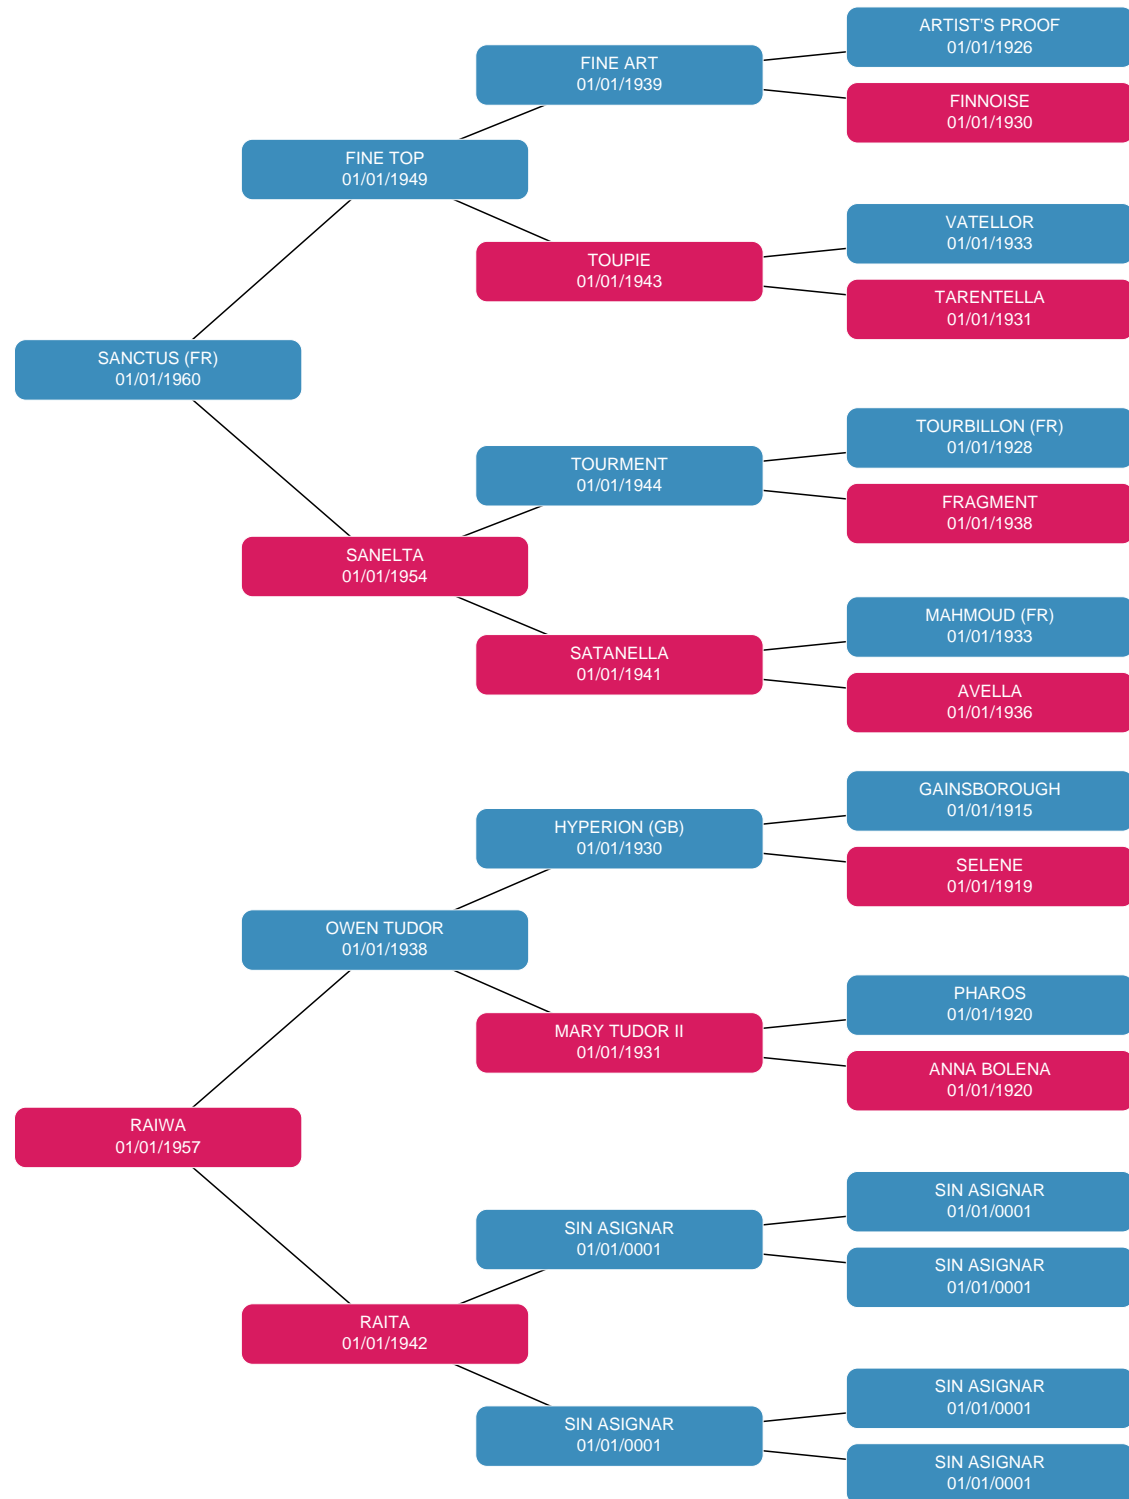 ARTIST'S PROOF
01/01/1926
FINE ART
01/01/1939
FINNOISE
01/01/1930
FINE TOP
01/01/1949
VATELLOR
01/01/1933
TOUPIE
01/01/1943
TARENTELLA
01/01/1931
SANCTUS (FR)
01/01/1960
TOURBILLON (FR)
01/01/1928
TOURMENT
01/01/1944
FRAGMENT
01/01/1938
SANELTA
01/01/1954
MAHMOUD (FR)
01/01/1933
SATANELLA
01/01/1941
AVELLA
01/01/1936
GAINSBOROUGH
01/01/1915
HYPERION (GB)
01/01/1930
SELENE
01/01/1919
OWEN TUDOR
01/01/1938
PHAROS
01/01/1920
MARY TUDOR II
01/01/1931
ANNA BOLENA
01/01/1920
RAIWA
01/01/1957
SIN ASIGNAR
01/01/0001
SIN ASIGNAR
01/01/0001
SIN ASIGNAR
01/01/0001
RAITA
01/01/1942
SIN ASIGNAR
01/01/0001
SIN ASIGNAR
01/01/0001
SIN ASIGNAR
01/01/0001